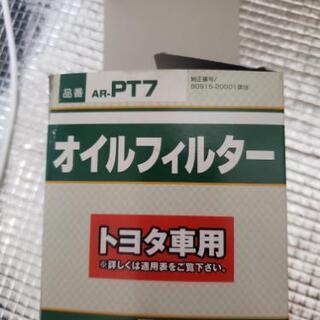 品番 AR-PT7
純正番号/
90915-20001該当
オイルフィルター
トヨタ車用
※詳しくは適用表をご覧下さい。